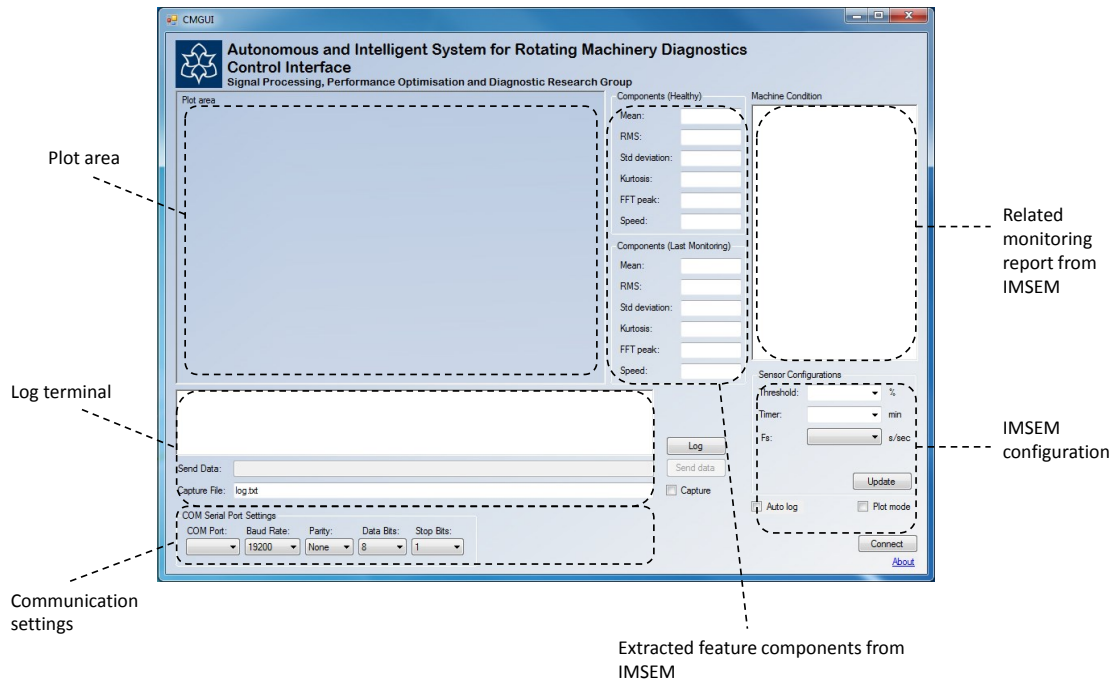 CMGUI
Autonomous and Intelligent System for Rotating Machinery Diagnostics
Control Interface
Signal Processing, Performance Optimisation and Diagnostic Research Group
Plot area
Components (Healthy)
Mean:
RMS:
Std deviation:
Kurtosis:
FFT peak:
Speed:
Components (Last Monitoring)
Mean:
RMS:
Std deviation:
Kurtosis:
FFT peak:
Speed:
Machine Condition
Sensor Configurations
Threshold: %
Timer: min
Fs: s/sec
Update
Auto log Plot mode
Connect
About
Log
Send Data: Send data
Capture File: log.txt Capture
COM Serial Port Settings
COM Port: Baud Rate: Parity: Data Bits: Stop Bits:
19200 None 8 1
Plot area
Log terminal
Communication
settings
Related
monitoring
report from
IMSEM
IMSEM
configuration
Extracted feature components from
IMSEM